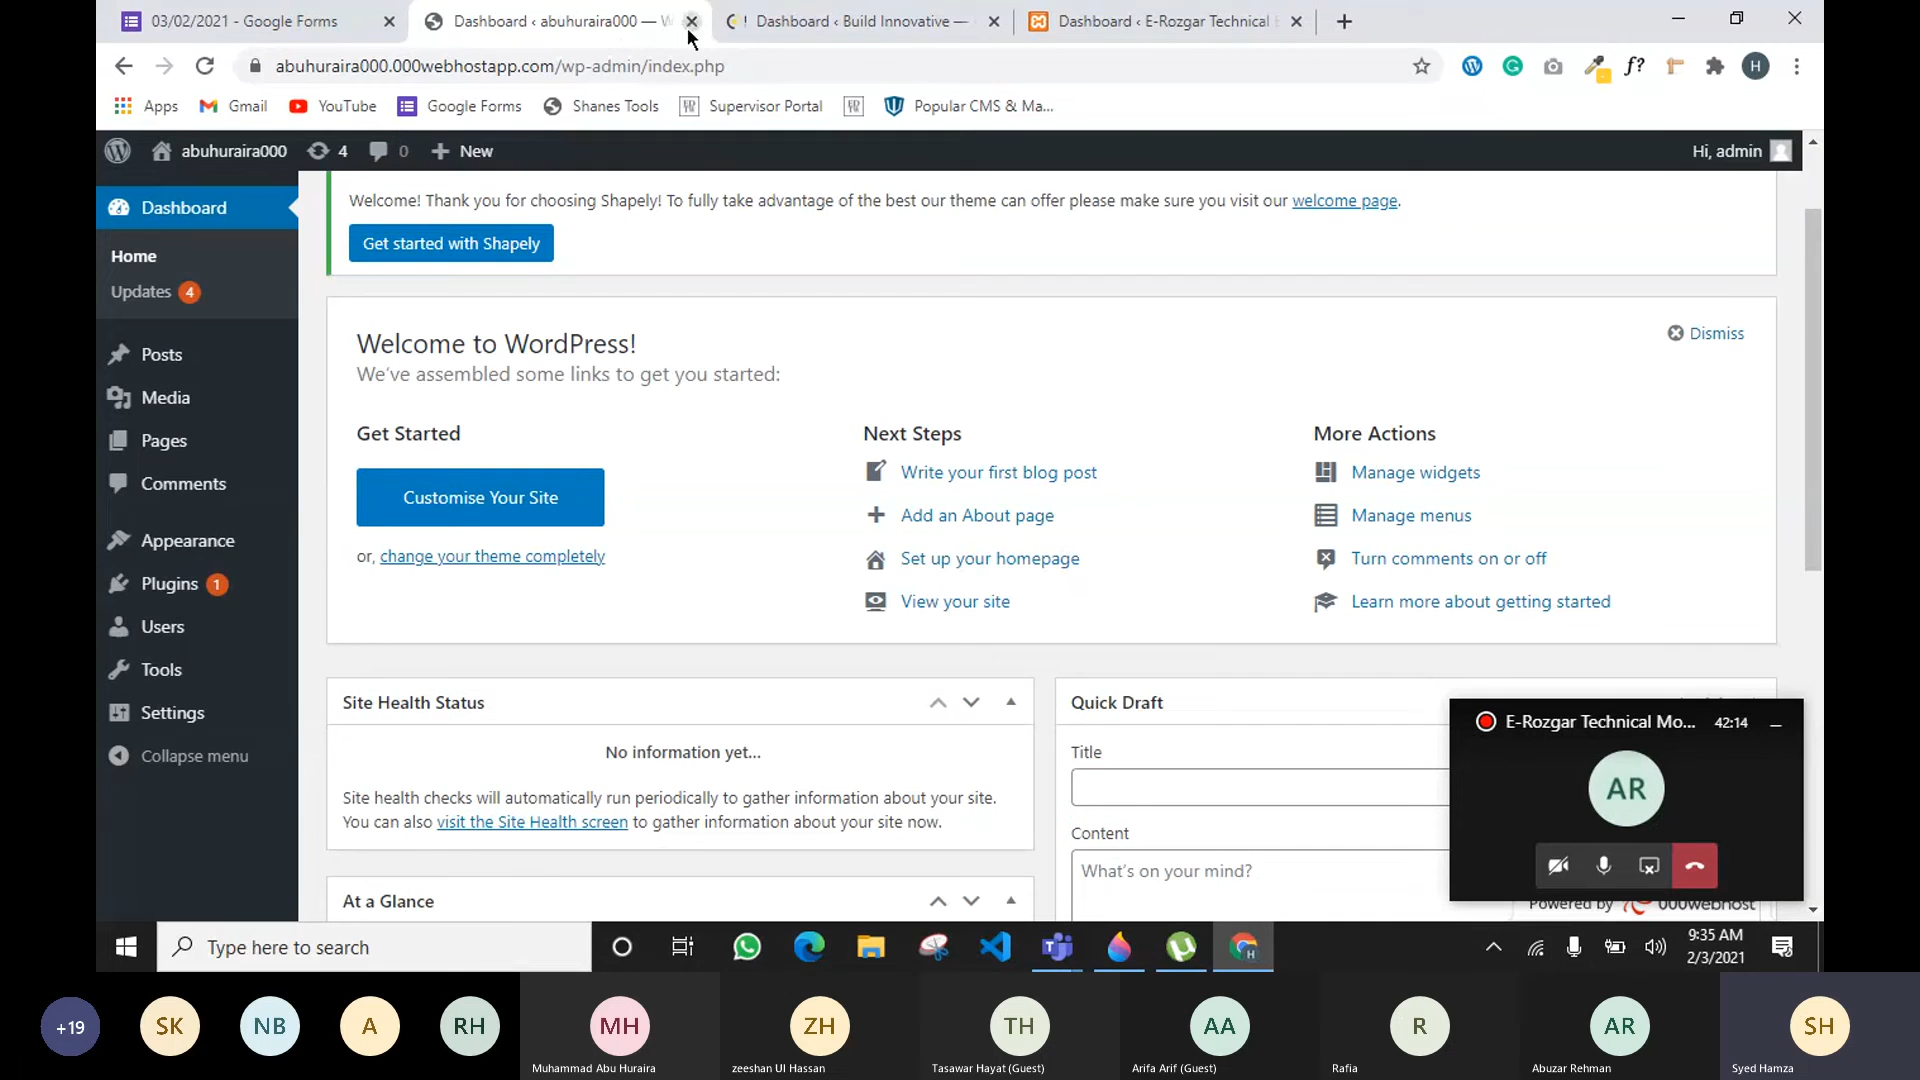 03/02/2021 - Google Forms
Dashboard ‹ abuhuraira000 — W
Dashboard ‹ Build Innovative —
Dashboard ‹ E-Rozgar Technical
abuhuraira000.000webhostapp.com/wp-admin/index.php
f?
H
Apps
Gmail
YouTube
Google Forms
Shanes Tools
Supervisor Portal
Popular CMS & Ma...
abuhuraira000
4
0
New
Hi, admin
Dashboard
Home
Updates 4
Posts
Media
Pages
Comments
Appearance
Plugins 1
Users
Tools
Settings
Collapse menu
Welcome! Thank you for choosing Shapely! To fully take advantage of the best our theme can offer please make sure you visit our welcome page.
Get started with Shapely
Welcome to WordPress!
We've assembled some links to get you started:
Dismiss
Get Started
Customise Your Site
or, change your theme completely
Next Steps
Write your first blog post
Add an About page
Set up your homepage
View your site
More Actions
Manage widgets
Manage menus
Turn comments on or off
Learn more about getting started
Site Health Status
No information yet...
Site health checks will automatically run periodically to gather information about your site.
You can also visit the Site Health screen to gather information about your site now.
At a Glance
Quick Draft
Title
Content
What's on your mind?
E-Rozgar Technical Mo...
42:14
AR
Powered by 000webhost
Type here to search
H
9:35 AM
2/3/2021
+19
SK
NB
A
RH
MH
Muhammad Abu Huraira
ZH
zeeshan Ul Hassan
TH
Tasawar Hayat (Guest)
AA
Arifa Arif (Guest)
R
Rafia
AR
Abuzar Rehman
SH
Syed Hamza